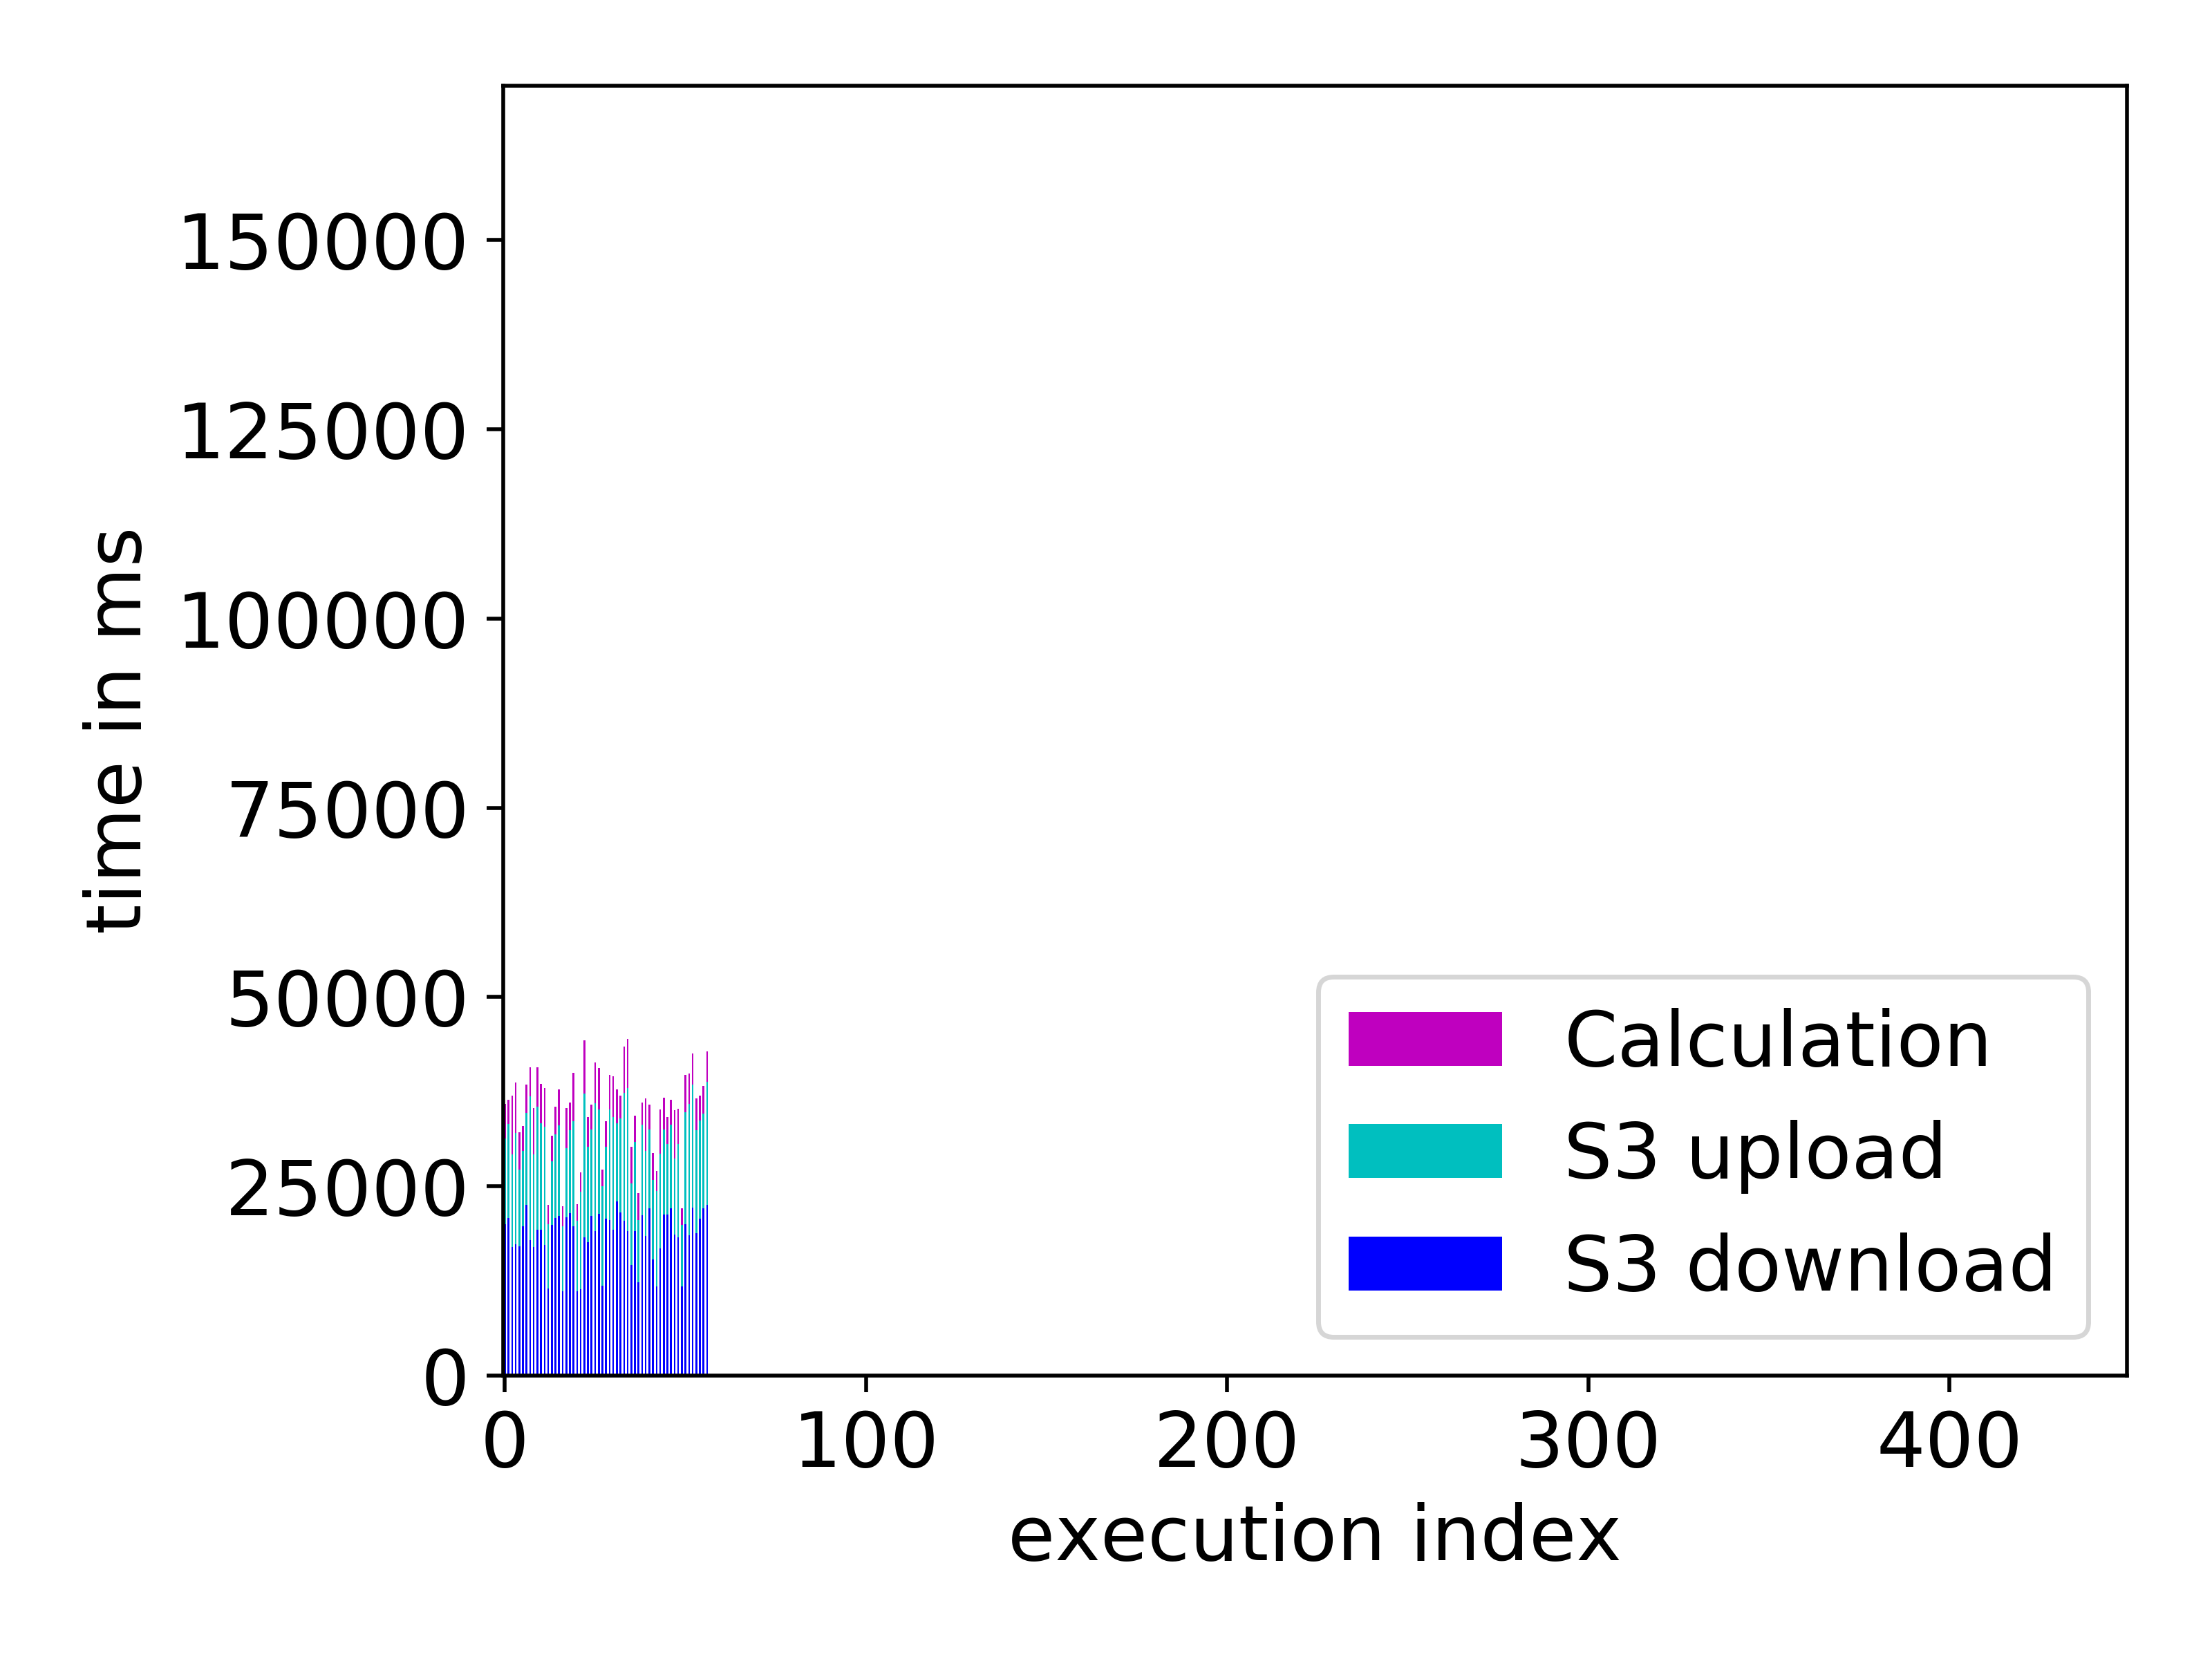 150000
125000
100000
75000
50000
25000
0
time in ms
0 100 200 300 400
execution index
Calculation
S3 upload
S3 download